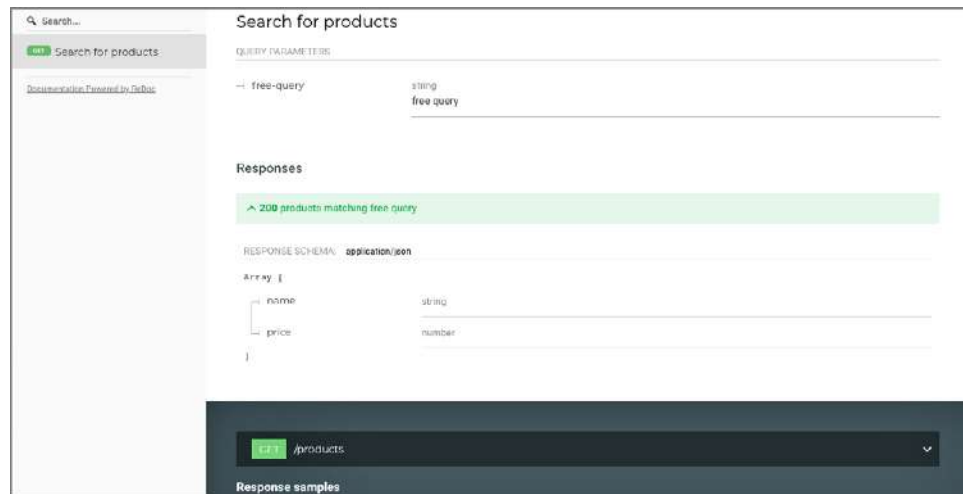 Search...
GET Search for products
Documentation Powered by ReDoc
Search for products
QUERY PARAMETERS
free-query
string
free query
Responses
200 products matching free query
RESPONSE SCHEMA: application/json
Array [
name
string
price
number
]
GET /products
Response samples